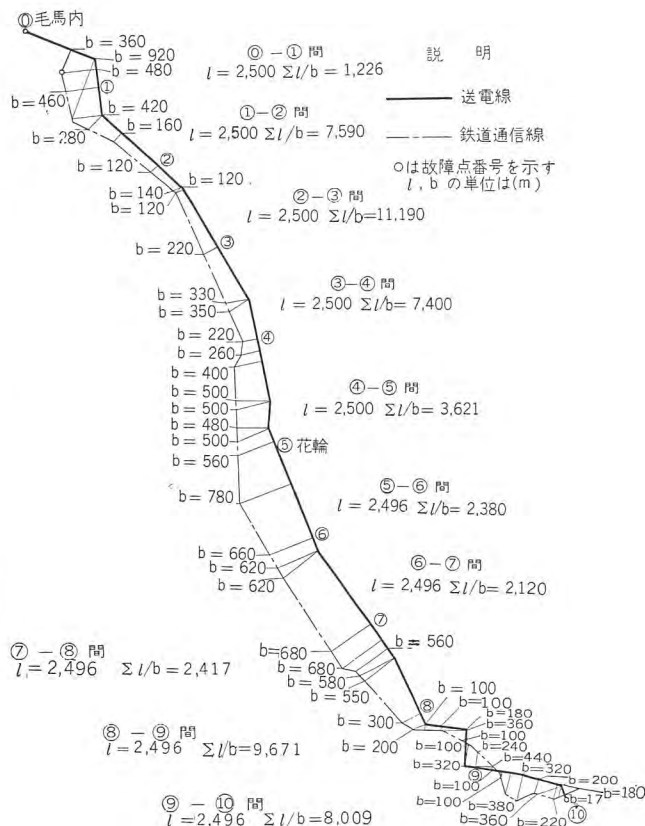 ⓪毛馬内
b = 360
b = 920
b = 480
①
b = 460
b = 420
b = 280
b = 160
b = 120
②
b = 140
b = 120
b = 120
b = 220
③
b = 330
b = 350
b = 220
④
b = 260
b = 400
b = 500
b = 500
b = 480
b = 500
⑤花輪
b = 560
b = 780
⑥
b = 660
b = 620
b = 620
⑦
b = 560
b=680
b = 680
b = 580
b = 550
⑧
b = 300
b = 200
b = 100
b=100
b=180
b=360
b=100
b=100
b=240
b=320
b=440
⑨
b=320
b=200
b=100
b=180
b=100
b=17
b=380
⑩
b=360
b=220
⓪－① 間
l = 2,500 Σl/b = 1,226
①－② 間
l = 2,500 Σl/b = 7,590
②－③ 間
l = 2,500 Σl/b=11,190
③－④ 間
l = 2,500 Σl/b= 7,400
④－⑤ 間
l = 2,500 Σl/b = 3,621
⑤－⑥ 間
l = 2,496 Σl/b= 2,380
⑥－⑦ 間
l = 2,496 Σl/b= 2,120
⑦ － ⑧ 間
l = 2,496 Σl/b = 2,417
⑧ － ⑨ 間
l = 2,496 Σl/b=9,671
⑨ － ⑩ 間
l = 2,496 Σl/b=8,009
説 明
送電線
鉄道通信線
○は故障点番号を示す
l, b の単位は(m)